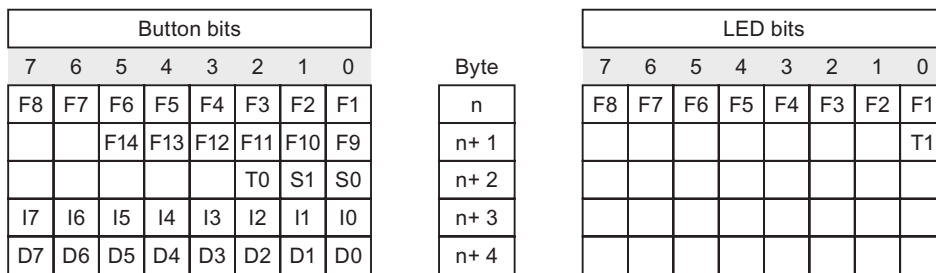 Button bits LED bits
7 6 5 4 3 2 1 0 Byte 7 6 5 4 3 2 1 0
F8 F7 F6 F5 F4 F3 F2 F1 n F8 F7 F6 F5 F4 F3 F2 F1
F14 F13 F12 F11 F10 F9 n+ 1 T1
T0 S1 S0 n+ 2
I7 I6 I5 I4 I3 I2 I1 I0 n+ 3
D7 D6 D5 D4 D3 D2 D1 D0 n+ 4